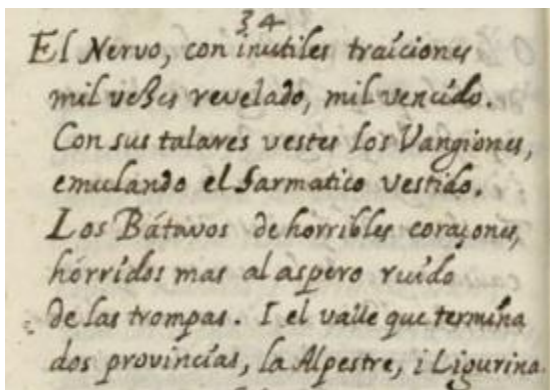 34
El Nervo, con inutiles traiciones
mil vezes revelado, mil vencido.
Con sus talares vestes los Vangiones,
emulando el Sarmatico vestido.
Los Bátavos de horribles coraçones,
hórridos mas al aspero ruido
de las trompas. I el valle que termina
dos provincias, la Alpestre, i Ligurina.